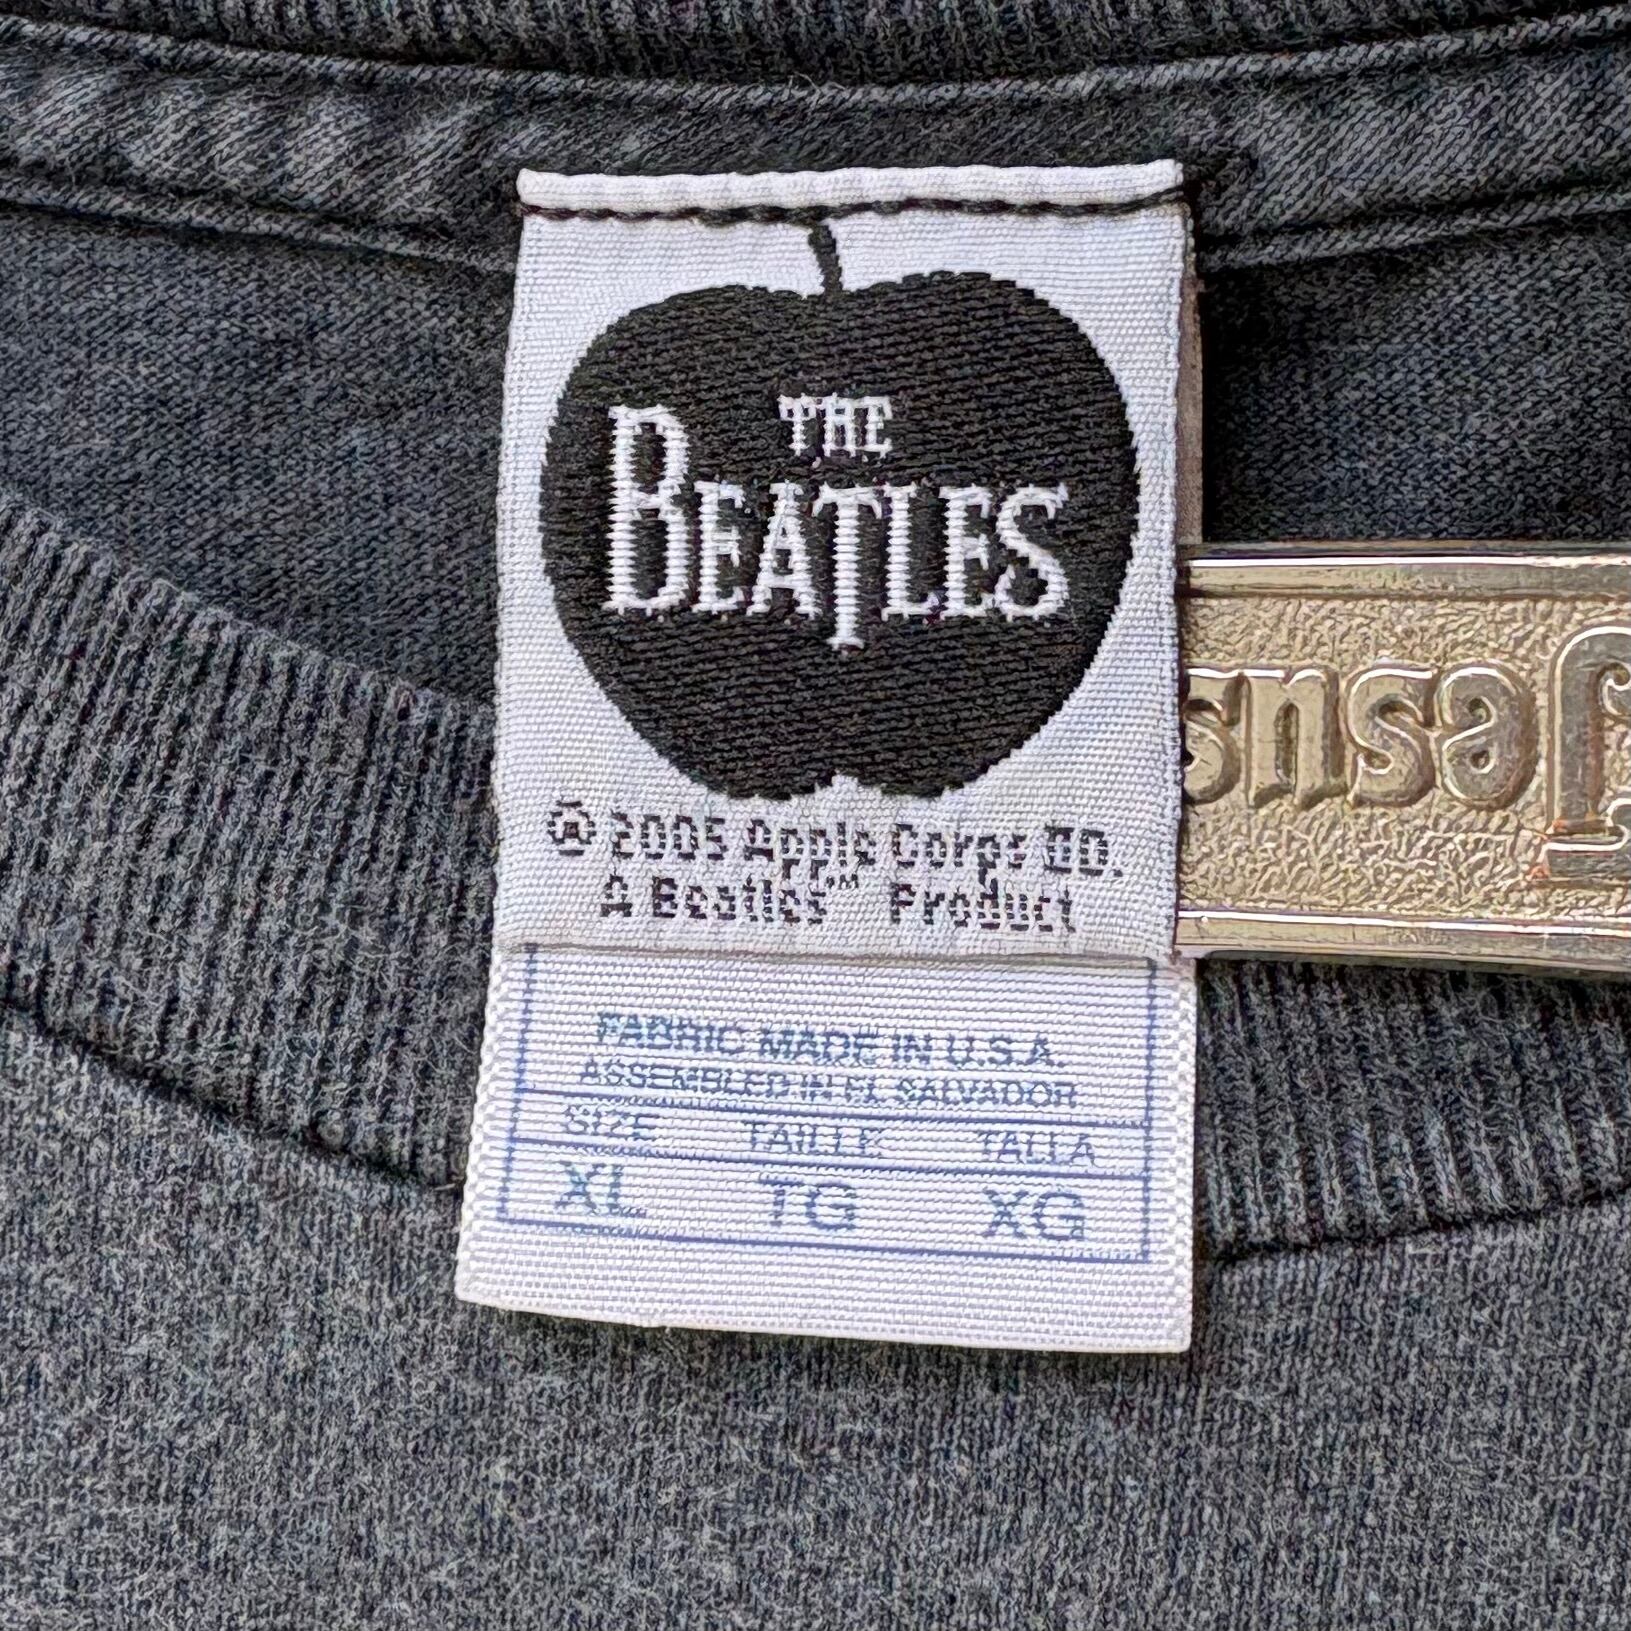 THE
BEATLES
© 2005 Apple Corps LTD.
A Beatles™ Product
FABRIC MADE IN U.S.A.
ASSEMBLED IN EL SALVADOR
SIZE TAILLE TALLA
XL TG XG
Jesus